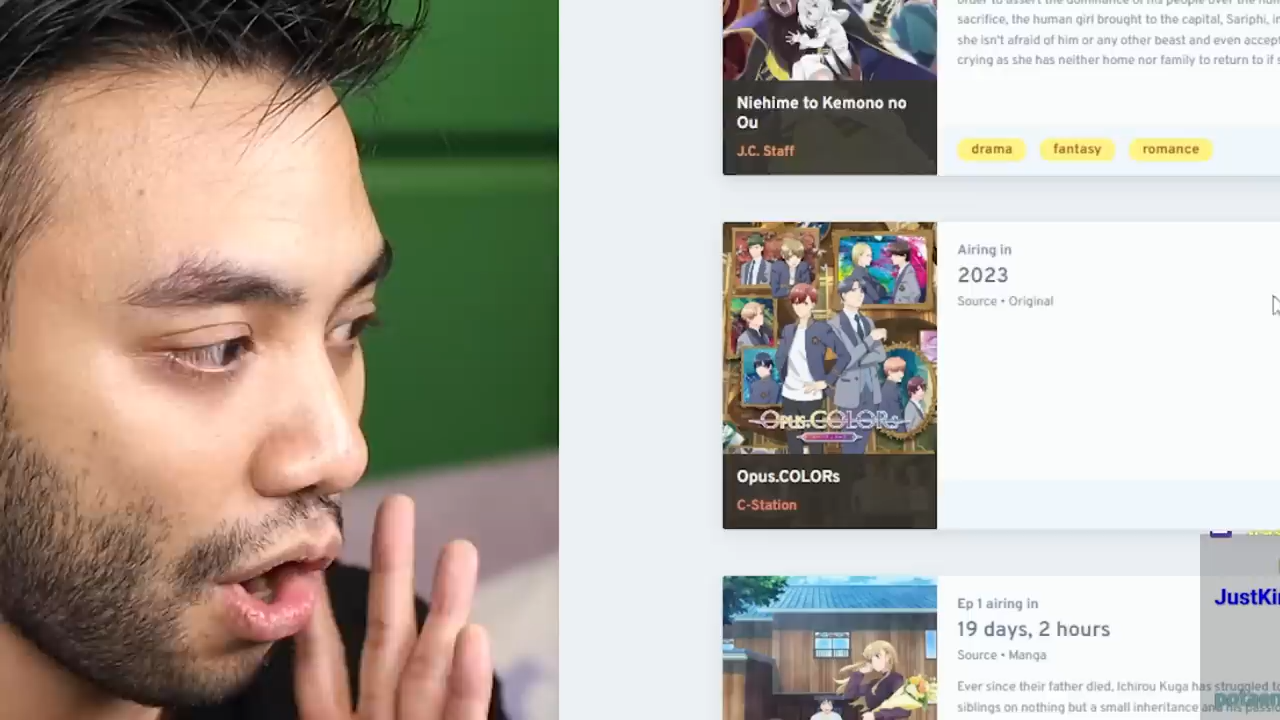 sacrifice, the human girl brought to the capital, Sariphi,
she isn't afraid of him or any other beast and even
crying as she has neither home nor family to return to if
Niehime to Kemono no
Ou
J.C. Staff
drama
fantasy
romance
Airing in
2023
Source • Original
Opus.COLORs
Opus.COLORs
C-Station
JustKi
Ep 1 airing in
19 days, 2 hours
Source • Manga
Ever since their father died, Ichirou Kuga has struggled
siblings on nothing but a small inheritance and his